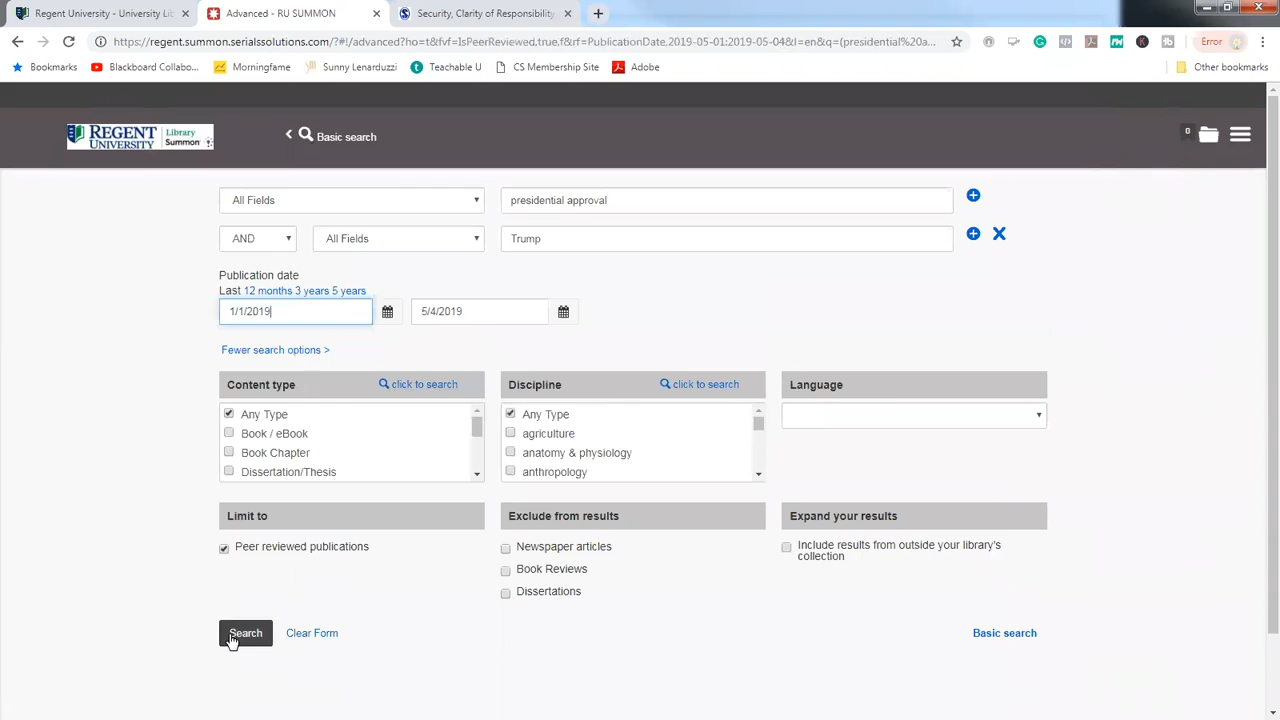 Regent University - University Lib
Advanced - RU SUMMON
Security, Clarity of Responsi
https://regent.summon.serialssolutions.com/?#!/advanced?ho=t&fvf=IsPeerReviewed,true,f&rf=PublicationDate,2019-05-01:2019-05-04&l=en&q=(presidential%20a...
Error
Bookmarks
Blackboard Collabo...
Morningfame
Sunny Lenarduzzi
Teachable U
CS Membership Site
Adobe
Other bookmarks
REGENT UNIVERSITY Library Summon
Basic search
0
All Fields
presidential approval
AND
All Fields
Trump
Publication date
Last 12 months 3 years 5 years
1/1/2019
5/4/2019
Fewer search options >
Content type
click to search
Discipline
click to search
Language
Any Type
Book / eBook
Book Chapter
Dissertation/Thesis
Any Type
agriculture
anatomy & physiology
anthropology
Limit to
Exclude from results
Expand your results
Peer reviewed publications
Newspaper articles
Book Reviews
Dissertations
Include results from outside your library's
collection
Search
Clear Form
Basic search